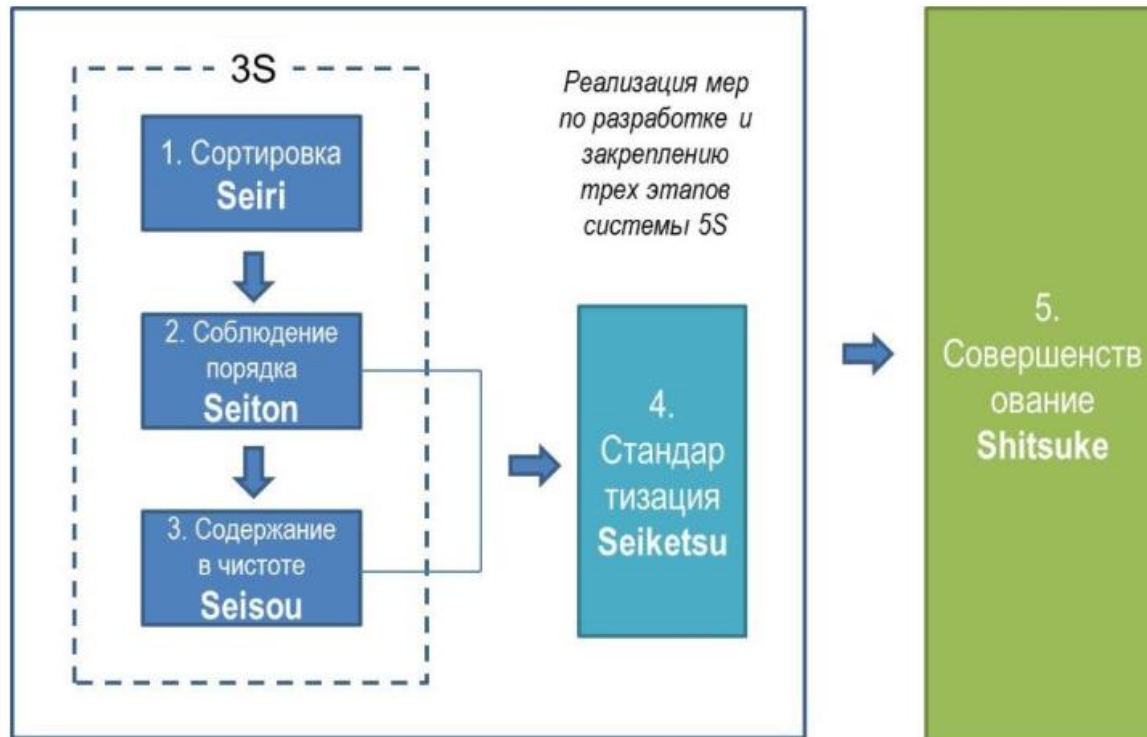 3S
1. Сортировка
Seiri
2. Соблюдение
порядка
Seiton
3. Содержание
в чистоте
Seisou
Реализация мер
по разработке и
закреплению
трех этапов
системы 5S
4.
Стандар
тизация
Seiketsu
5.
Совершенств
ование
Shitsuke